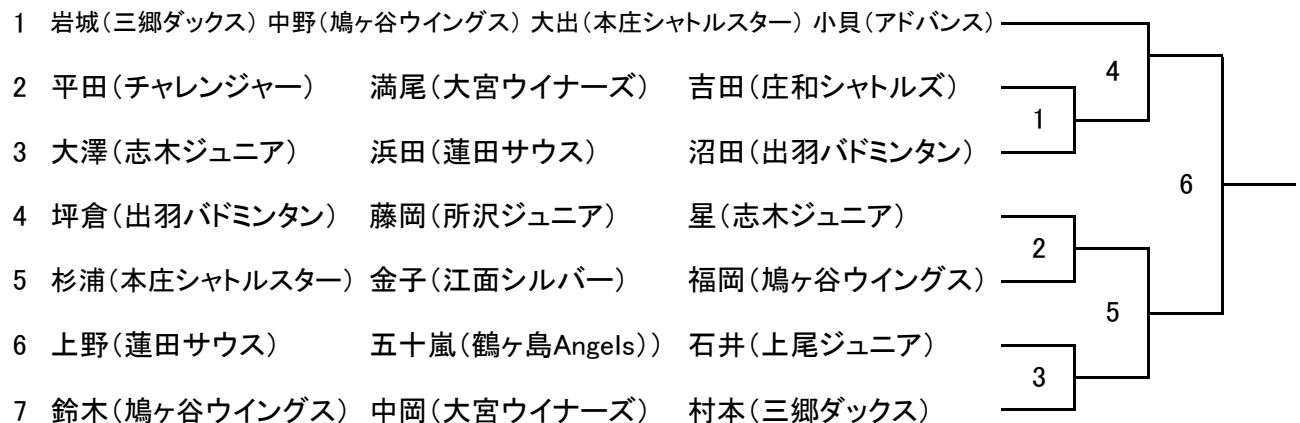 1 岩城(三郷ダックス) 中野(鳩ヶ谷ウイングス) 大出(本庄シャトルスター) 小貝(アドバンス)
4
2 平田(チャレンジャー) 満尾(大宮ウイナーズ) 吉田(庄和シャトルズ)
1
3 大澤(志木ジュニア) 浜田(蓮田サウス) 沼田(出羽バドミンタン)
6
4 坪倉(出羽バドミンタン) 藤岡(所沢ジュニア) 星(志木ジュニア)
2
5 杉浦(本庄シャトルスター) 金子(江面シルバー) 福岡(鳩ヶ谷ウイングス)
5
6 上野(蓮田サウス) 五十嵐(鶴ヶ島Angels)) 石井(上尾ジュニア)
3
7 鈴木(鳩ヶ谷ウイングス) 中岡(大宮ウイナーズ) 村本(三郷ダックス)